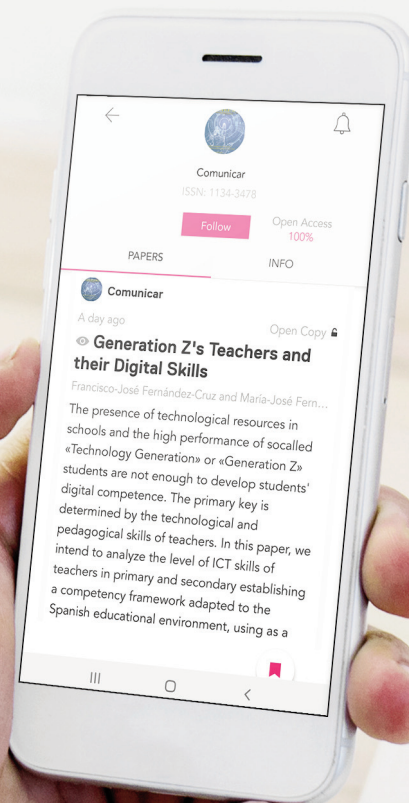 Comunicar
ISSN: 1134-3478
Follow
Open Access
100%
PAPERS
INFO
Comunicar
A day ago
Open Copy
Generation Z's Teachers and
their Digital Skills
Francisco-José Fernández-Cruz and María-José Fern...
The presence of technological resources in
schools and the high performance of socalled
«Technology Generation» or «Generation Z»
students are not enough to develop students'
digital competence. The primary key is
determined by the technological and
pedagogical skills of teachers. In this paper, we
intend to analyze the level of ICT skills of
teachers in primary and secondary establishing
a competency framework adapted to the
Spanish educational environment, using as a